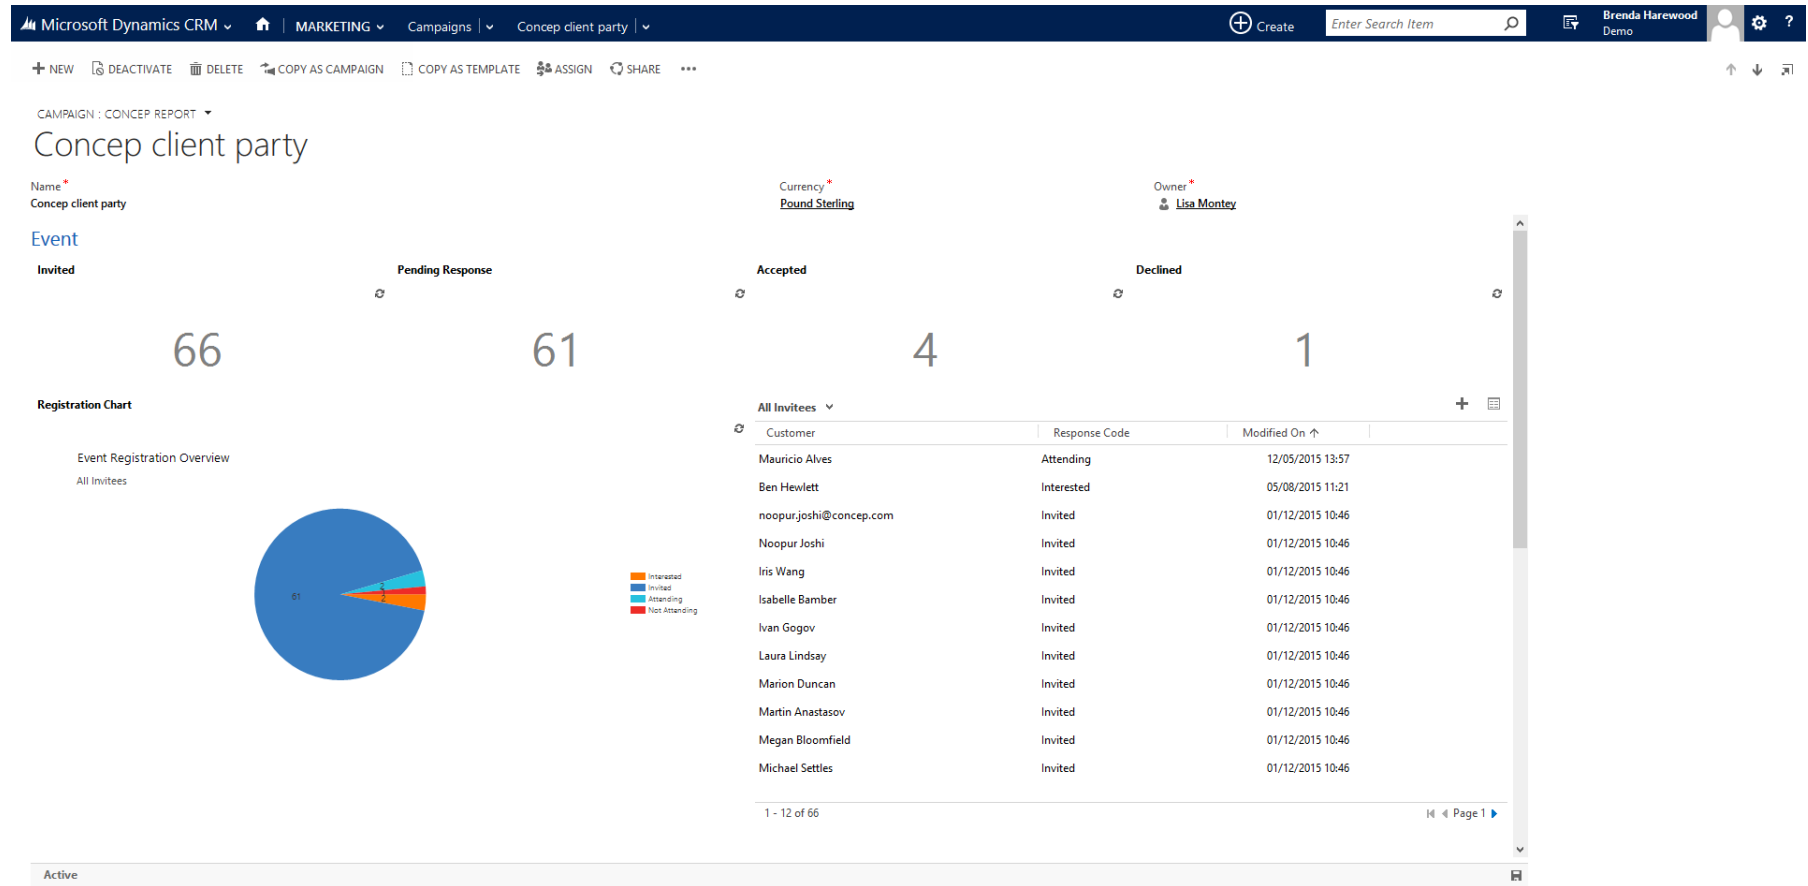 Microsoft Dynamics CRM MARKETING Campaigns Concep client party Create Enter Search Item Brenda Harewood ?
Demo
NEW DEACTIVATE DELETE COPY AS CAMPAIGN COPY AS TEMPLATE ASSIGN SHARE •••
CAMPAIGN : CONCEP REPORT
Concep client party
Name* Currency* Owner*
Concep client party Pound Sterling Lisa Montey
Event
Invited Pending Response Accepted Declined
66 61 4 1
Registration Chart
All Invitees
Customer Response Code Modified On
Event Registration Overview
All Invitees
61
2
2
Interested
Invited
Attending
Not Attending
Mauricio Alves Attending 12/05/2015 13:57
Ben Hewlett Interested 05/08/2015 11:21
noopur.joshi@concep.com Invited 01/12/2015 10:46
Noopur Joshi Invited 01/12/2015 10:46
Iris Wang Invited 01/12/2015 10:46
Isabelle Bamber Invited 01/12/2015 10:46
Ivan Gogov Invited 01/12/2015 10:46
Laura Lindsay Invited 01/12/2015 10:46
Marion Duncan Invited 01/12/2015 10:46
Martin Anastasov Invited 01/12/2015 10:46
Megan Bloomfield Invited 01/12/2015 10:46
Michael Settles Invited 01/12/2015 10:46
1 - 12 of 66 Page 1
Active